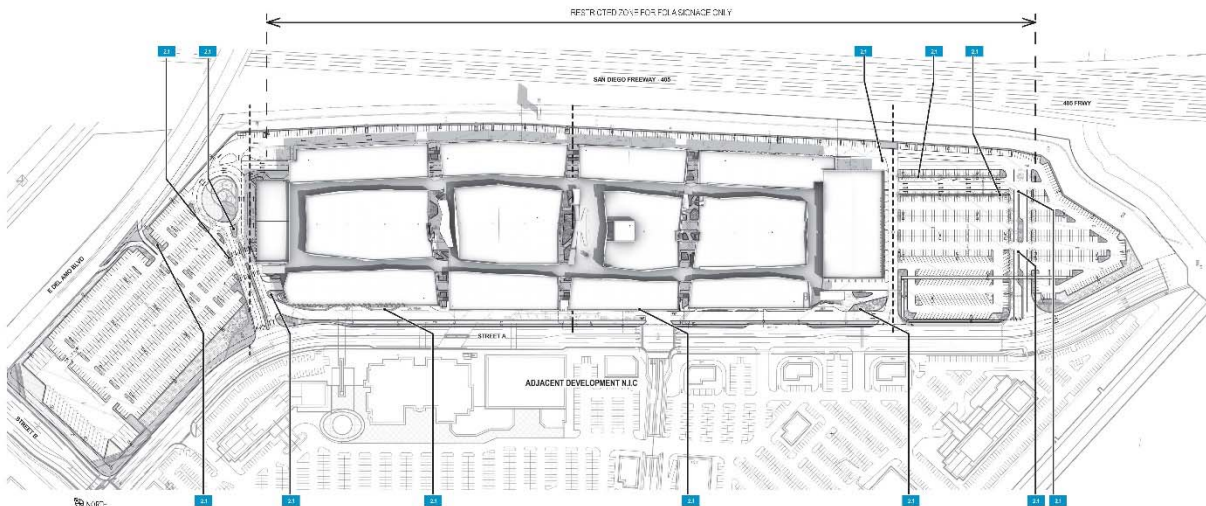 RESTRICTED ZONE FOR FOLA SIGNAGE ONLY
2.1
2.1
2.1
2.1
2.1
SAN DIEGO FREEWAY - 405
405 FRWY
E DEL AMO BLVD
STREET A
ADJACENT DEVELOPMENT N.I.C
STREET B
2.1
2.1
2.1
2.1
2.1
2.1
2.1
NORTH